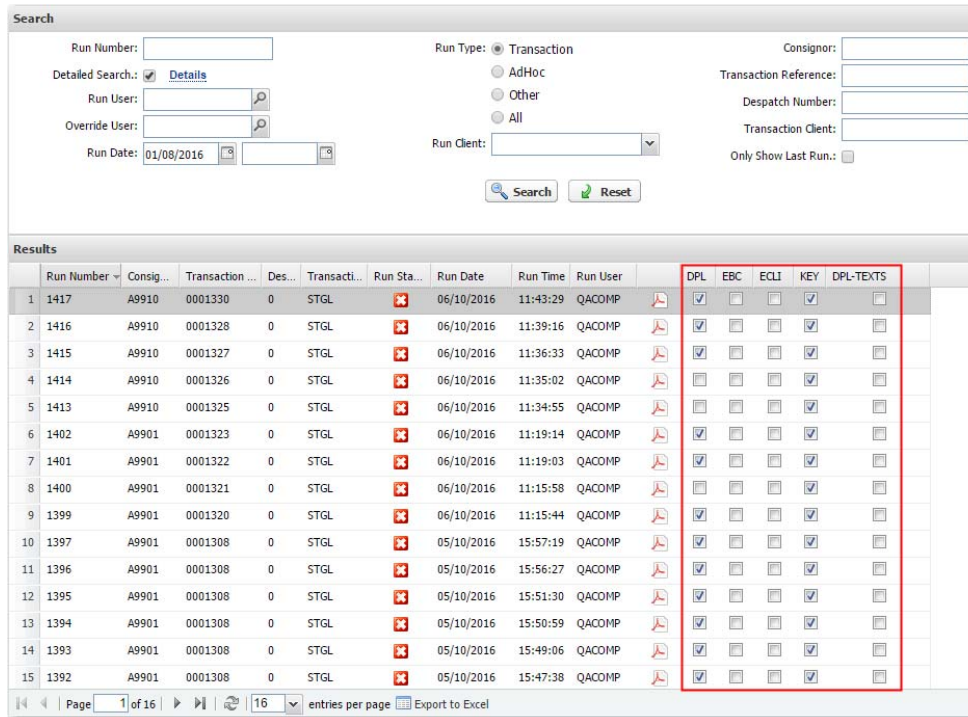 Search
Run Number: Run Type: Transaction Consignor:
Detailed Search.: Details AdHoc Transaction Reference:
Run User: Other Despatch Number:
Override User: All Transaction Client:
Run Date: 01/08/2016 Run Client: Only Show Last Run.:
Search Reset
Results
Run Number Consig... Transaction ... Des... Transacti... Run Sta... Run Date Run Time Run User DPL EBC ECLI KEY DPL-TEXTS
1 1417 A9910 0001330 0 STGL 06/10/2016 11:43:29 QACOMP
2 1416 A9910 0001328 0 STGL 06/10/2016 11:39:16 QACOMP
3 1415 A9910 0001327 0 STGL 06/10/2016 11:36:33 QACOMP
4 1414 A9910 0001326 0 STGL 06/10/2016 11:35:02 QACOMP
5 1413 A9910 0001325 0 STGL 06/10/2016 11:34:55 QACOMP
6 1402 A9901 0001323 0 STGL 06/10/2016 11:19:14 QACOMP
7 1401 A9901 0001322 0 STGL 06/10/2016 11:19:03 QACOMP
8 1400 A9901 0001321 0 STGL 06/10/2016 11:15:58 QACOMP
9 1399 A9901 0001320 0 STGL 06/10/2016 11:15:44 QACOMP
10 1397 A9901 0001308 0 STGL 05/10/2016 15:57:19 QACOMP
11 1396 A9901 0001308 0 STGL 05/10/2016 15:56:27 QACOMP
12 1395 A9901 0001308 0 STGL 05/10/2016 15:51:30 QACOMP
13 1394 A9901 0001308 0 STGL 05/10/2016 15:50:59 QACOMP
14 1393 A9901 0001308 0 STGL 05/10/2016 15:49:06 QACOMP
15 1392 A9901 0001308 0 STGL 05/10/2016 15:47:38 QACOMP
Page 1 of 16 16 entries per page Export to Excel